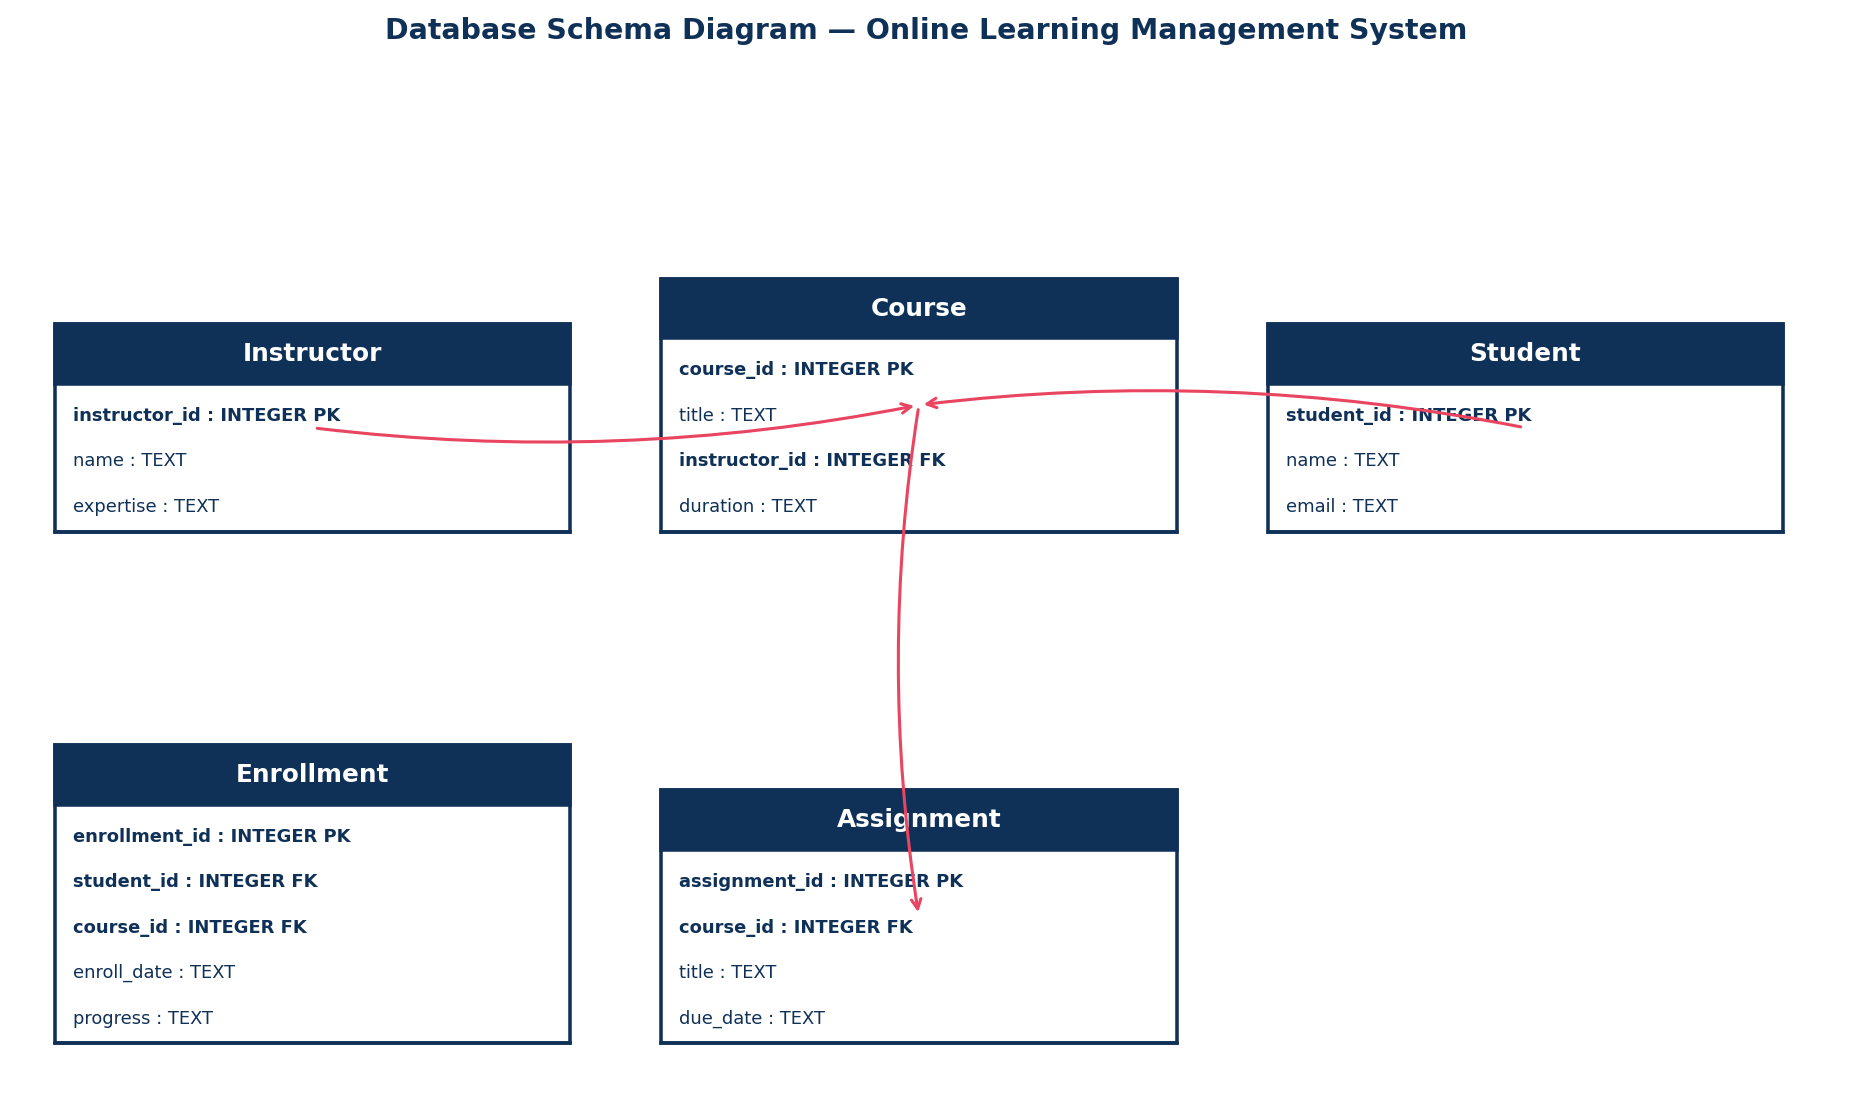 Database Schema Diagram — Online Learning Management System
Instructor
instructor_id : INTEGER PK
name : TEXT
expertise : TEXT
Course
course_id : INTEGER PK
title : TEXT
instructor_id : INTEGER FK
duration : TEXT
Student
student_id : INTEGER PK
name : TEXT
email : TEXT
Enrollment
enrollment_id : INTEGER PK
student_id : INTEGER FK
course_id : INTEGER FK
enroll_date : TEXT
progress : TEXT
Assignment
assignment_id : INTEGER PK
course_id : INTEGER FK
title : TEXT
due_date : TEXT